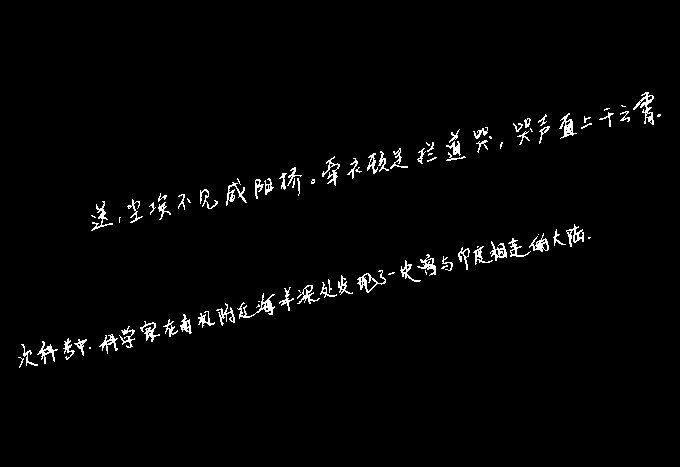 送,尘埃不见咸阳桥。牵衣顿足拦道哭,哭声直上干云霄。
次科考中.科学家在南极附近海洋深处发现了一块曾与印度相连的大陆.